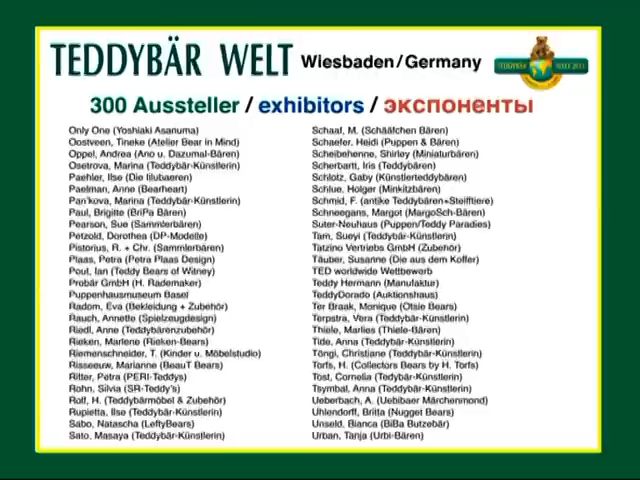 TEDDYBÄR WELT Wiesbaden/Germany
300 Aussteller / exhibitors / экспоненты
Only One (Yoshiaki Asanuma)
Oostveen, Tineke (Atelier Bear in Mind)
Oppel, Andrea (Ano u. Dazumal-Bären)
Osetrova, Marina (Teddybär-Künstlerin)
Paehler, Ilse (Die lilubaeren)
Paelman, Anne (Bearheart)
Pan'kova, Marina (Teddybär-Künstlerin)
Paul, Brigitte (BriPa Bären)
Pearson, Sue (Sammlerbären)
Petzold, Dorothea (DP-Modelle)
Pistorius, R. + Chr. (Sammlerbären)
Plaas, Petra (Petra Plaas Design)
Pout, Ian (Teddy Bears of Witney)
Probär GmbH (H. Rademaker)
Puppenhausmuseum Basel
Radom, Eva (Bekleidung + Zubehör)
Rauch, Annette (Spielzeugdesign)
Riedl, Anne (Teddybärenzubehör)
Rieken, Marlene (Rieken-Bears)
Riemenschneider, T. (Kinder u. Möbelstudio)
Risseeuw, Marianne (BeauT Bears)
Ritter, Petra (PERI-Teddys)
Rohn, Silvia (SR-Teddy's)
Rolf, H. (Teddybärmöbel & Zubehör)
Rupietta, Ilse (Teddybär-Künstlerin)
Sabo, Natascha (LeftyBears)
Sato, Masaya (Teddybär-Künstlerin)
Schaaf, M. (Schääfchen Bären)
Schaefer, Heidi (Puppen & Bären)
Scheibehenne, Shirley (Miniaturbären)
Scherbartt, Iris (Teddybären)
Schlotz, Gaby (Künstlerteddybären)
Schlue, Holger (Minkitzbären)
Schmid, F. (antike Teddybären+Steifftiere)
Schneegans, Margot (MargoSch-Bären)
Suter-Neuhaus (Puppen/Teddy Paradies)
Tam, Sueyi (Teddybär-Künstlerin)
Tatzino Vertriebs GmbH (Zubehör)
Täuber, Susanne (Die aus dem Koffer)
TED worldwide Wettbewerb
Teddy Hermann (Manufaktur)
TeddyDorado (Auktionshaus)
Ter Braak, Monique (Otsie Bears)
Terpstra, Vera (Teddybär-Künstlerin)
Thiele, Marlies (Thiele-Bären)
Tide, Anna (Teddybär-Künstlerin)
Töngi, Christiane (Teddybär-Künstlerin)
Torfs, H. (Collectors Bears by H. Torfs)
Tost, Cornelia (Tedybär-Künstlerin)
Tsymbal, Anna (Teddybär-Künstlerin)
Ueberbach, A. (Uebibaer Märchenmond)
Uhlendorff, Britta (Nugget Bears)
Unseld, Bianca (BiBa Butzebär)
Urban, Tanja (Urbi-Bären)